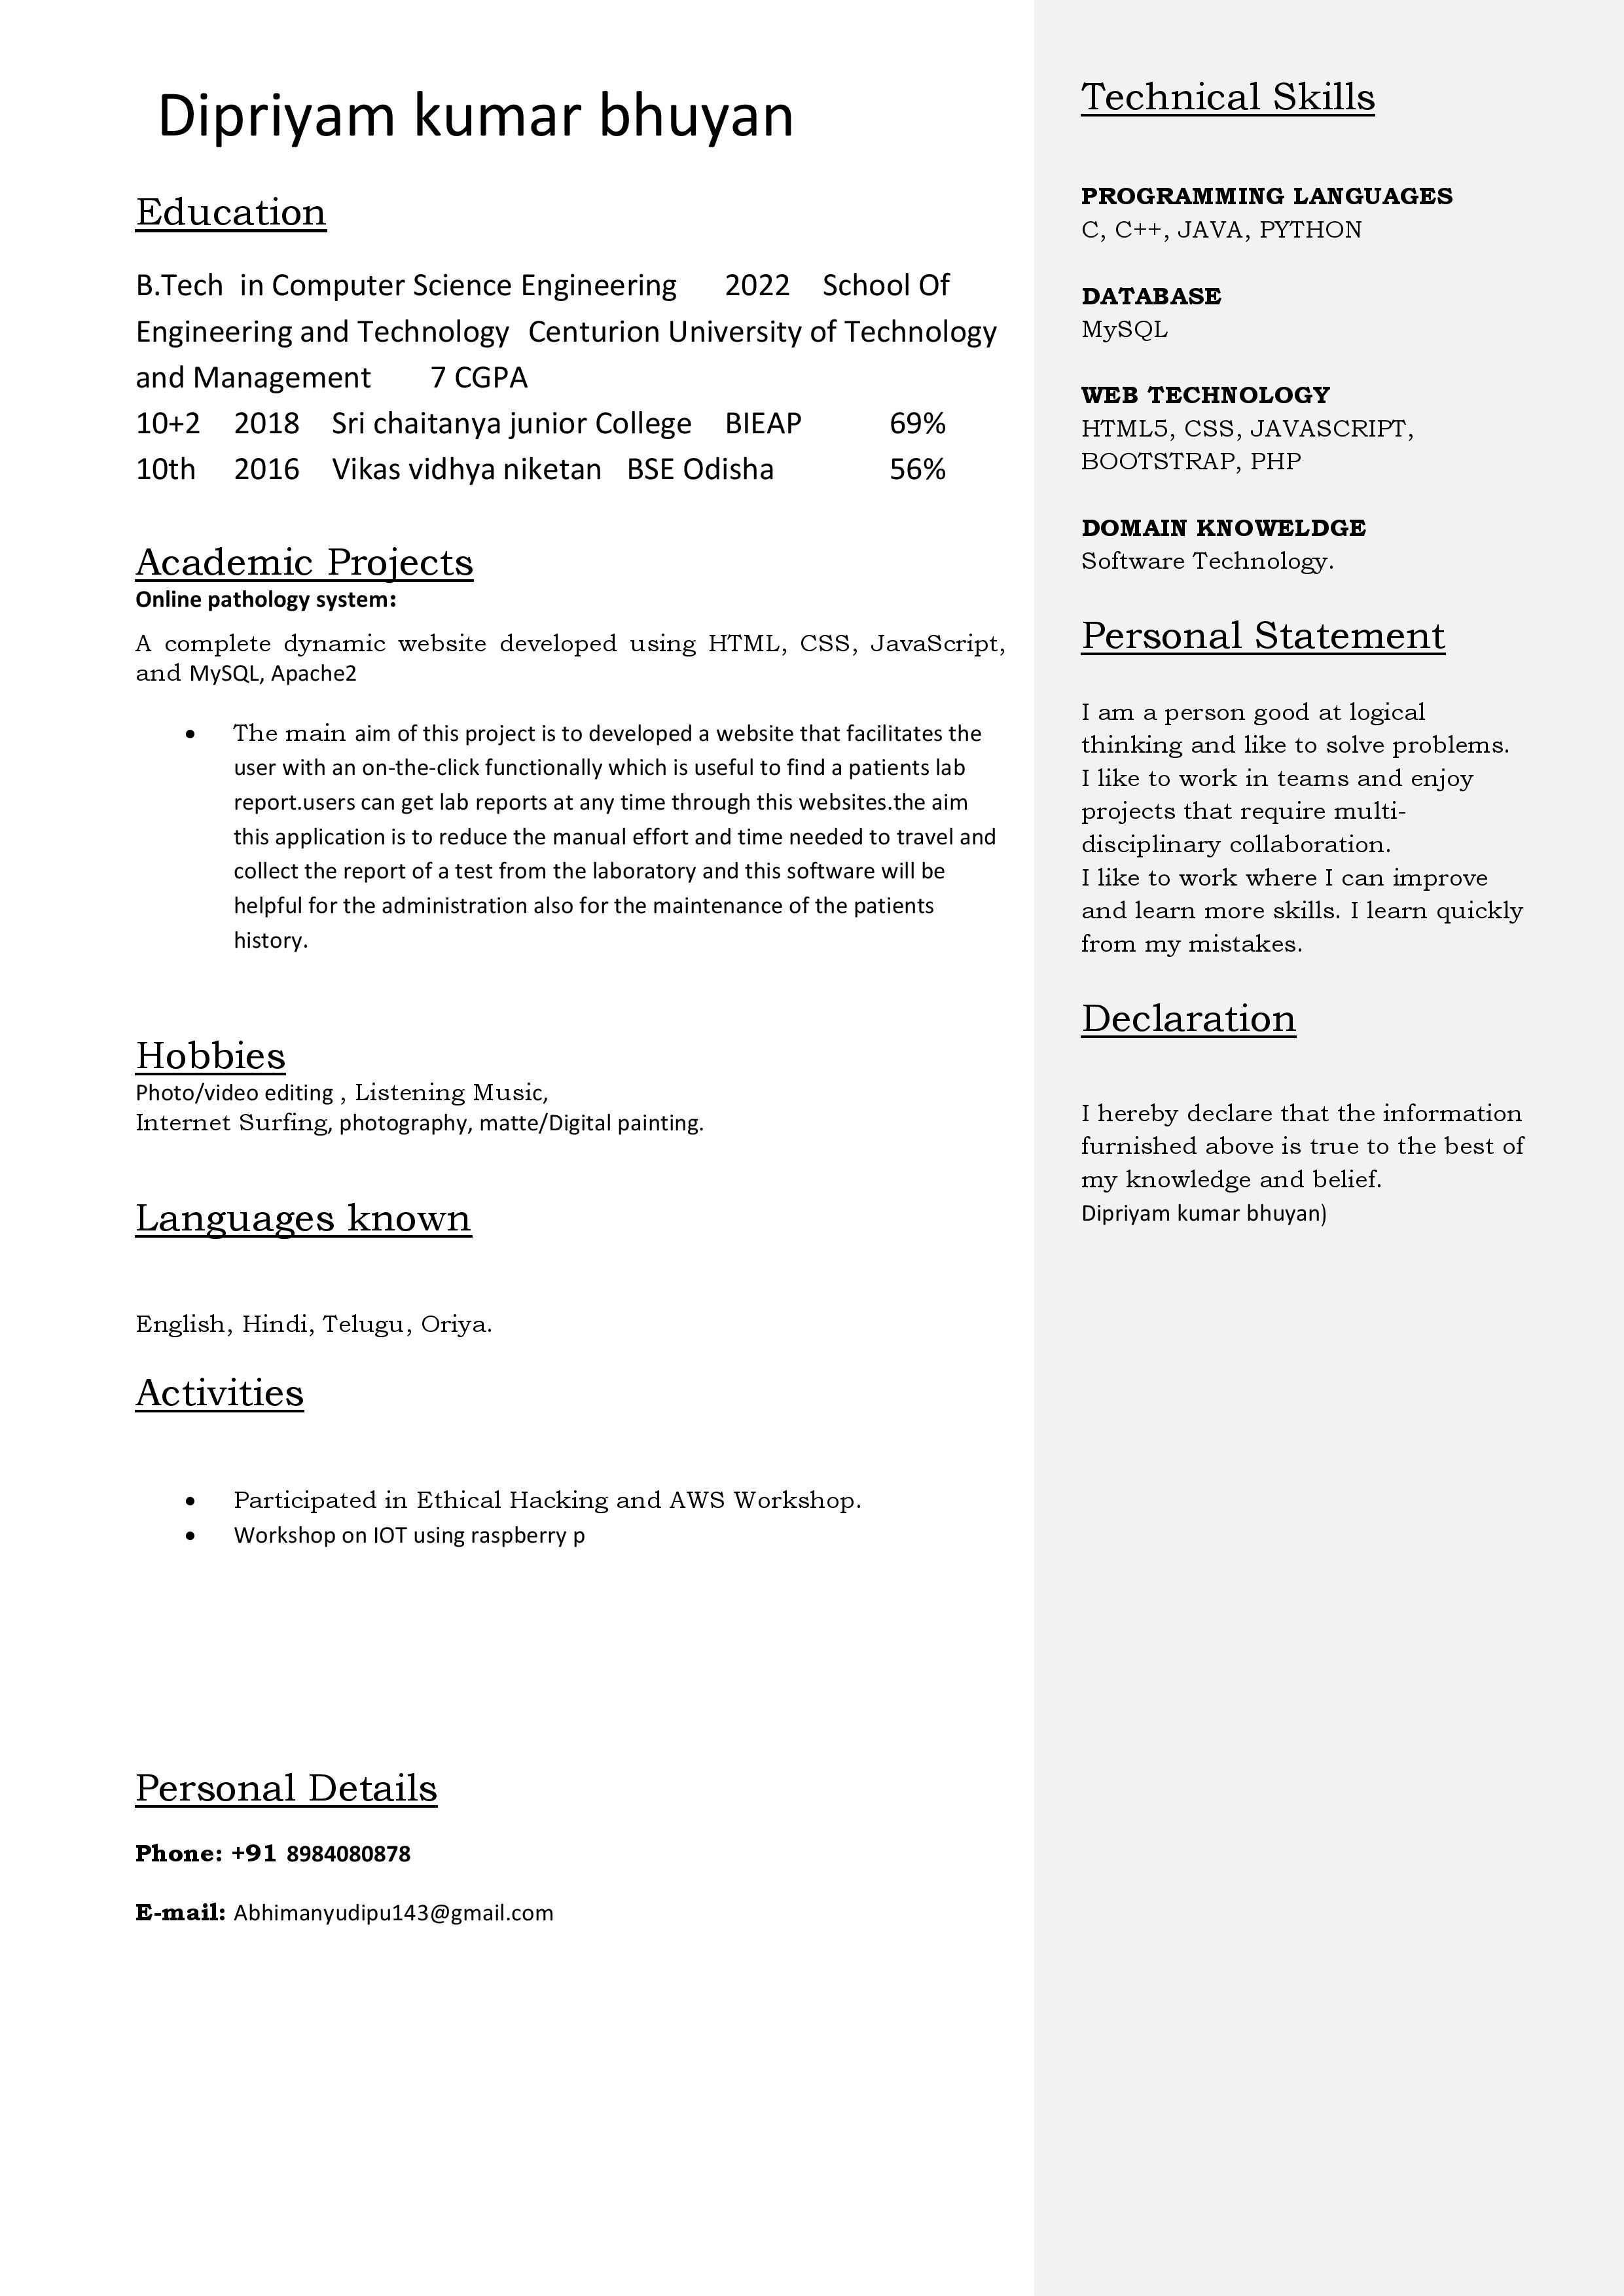 Dipriyam kumar bhuyan
Education
B.Tech in Computer Science Engineering 2022 School Of
Engineering and Technology Centurion University of Technology
and Management 7 CGPA
10+2 2018 Sri chaitanya junior College BIEAP 69%
10th 2016 Vikas vidhya niketan BSE Odisha 56%
Academic Projects
Online pathology system:
A complete dynamic website developed using HTML, CSS, JavaScript,
and MySQL, Apache2
• The main aim of this project is to developed a website that facilitates the
user with an on-the-click functionally which is useful to find a patients lab
report.users can get lab reports at any time through this websites.the aim
this application is to reduce the manual effort and time needed to travel and
collect the report of a test from the laboratory and this software will be
helpful for the administration also for the maintenance of the patients
history.
Hobbies
Photo/video editing , Listening Music,
Internet Surfing, photography, matte/Digital painting.
Languages known
English, Hindi, Telugu, Oriya.
Activities
• Participated in Ethical Hacking and AWS Workshop.
• Workshop on IOT using raspberry p
Personal Details
Phone: +91 8984080878
E-mail: Abhimanyudipu143@gmail.com
Technical Skills
PROGRAMMING LANGUAGES
C, C++, JAVA, PYTHON
DATABASE
MySQL
WEB TECHNOLOGY
HTML5, CSS, JAVASCRIPT,
BOOTSTRAP, PHP
DOMAIN KNOWELDGE
Software Technology.
Personal Statement
I am a person good at logical
thinking and like to solve problems.
I like to work in teams and enjoy
projects that require multi-
disciplinary collaboration.
I like to work where I can improve
and learn more skills. I learn quickly
from my mistakes.
Declaration
I hereby declare that the information
furnished above is true to the best of
my knowledge and belief.
Dipriyam kumar bhuyan)